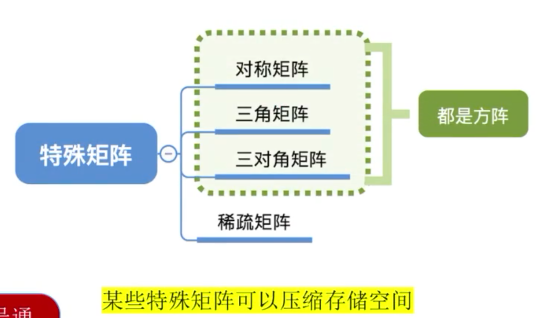 对称矩阵
三角矩阵
都是方阵
特殊矩阵
三对角矩阵
稀疏矩阵
某些特殊矩阵可以压缩存储空间
通